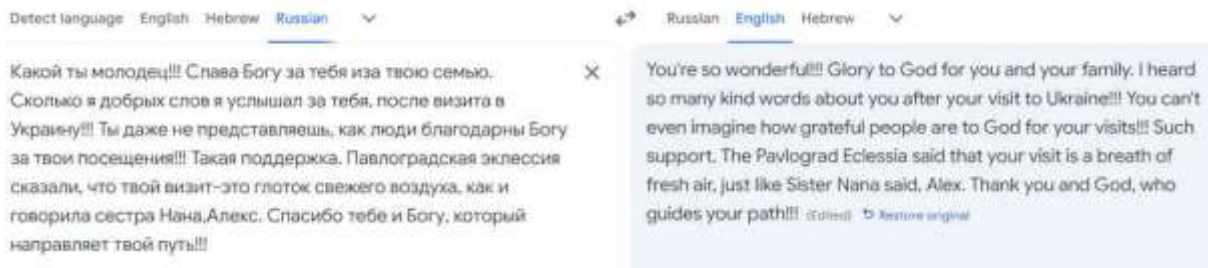 Detect language English Hebrew Russian
Russian English Hebrew
Какой ты молодец!!! Слава Богу за тебя иза твою семью.
Сколько я добрых слов я услышал за тебя, после визита в
Украину!!! Ты даже не представляешь, как люди благодарны Богу
за твои посещения!!! Такая поддержка. Павлоградская эклессия
сказали, что твой визит-это глоток свежего воздуха, как и
говорила сестра Нана,Алекс. Спасибо тебе и Богу, который
направляет твой путь!!!
You're so wonderful!!! Glory to God for you and your family. I heard
so many kind words about you after your visit to Ukraine!!! You can't
even imagine how grateful people are to God for your visits!!! Such
support. The Pavlograd Eclessia said that your visit is a breath of
fresh air, just like Sister Nana said, Alex. Thank you and God, who
guides your path!!! (Edited) Restore original